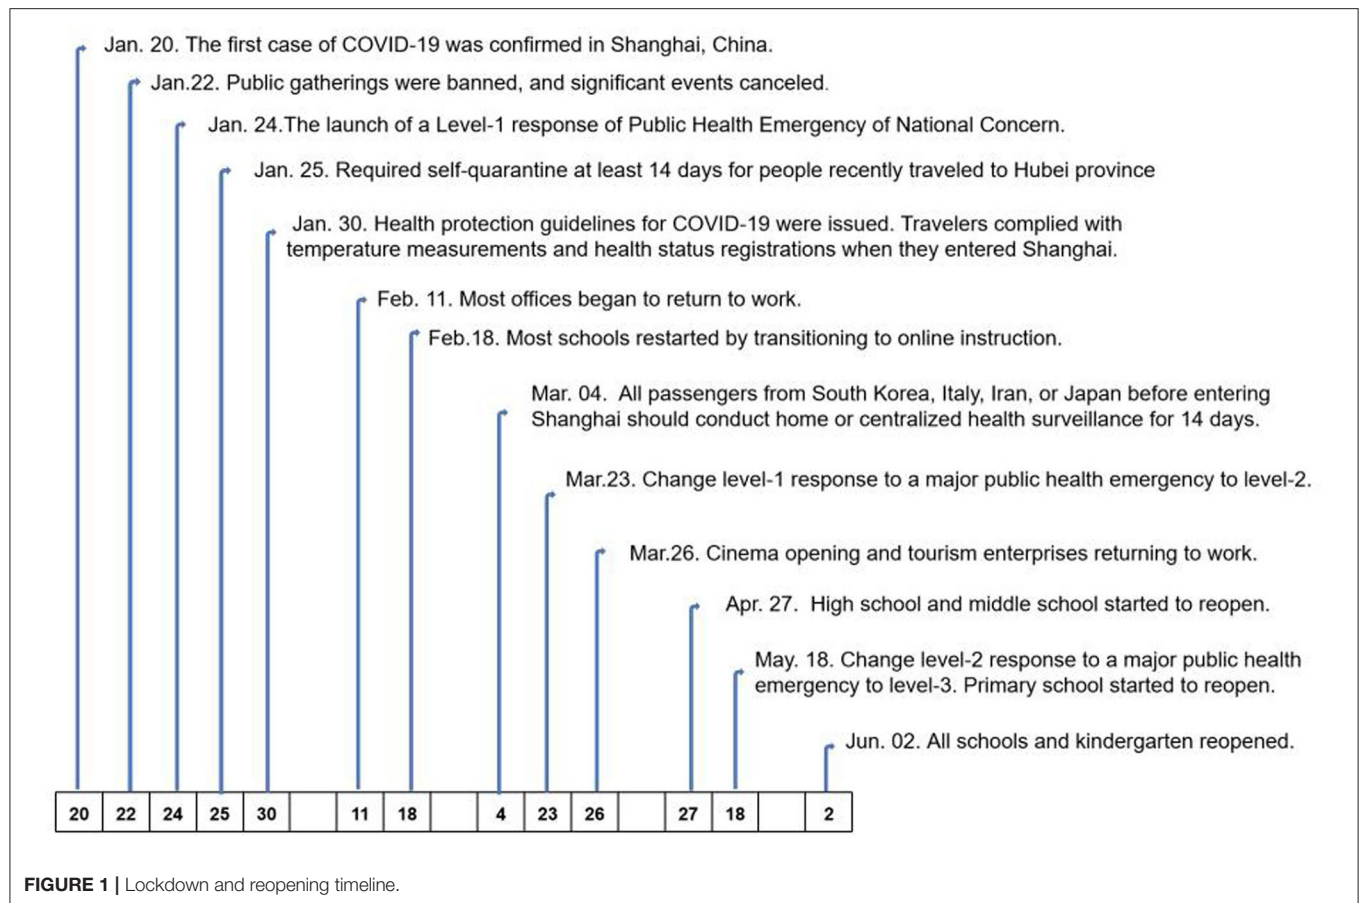 Jan. 20. The first case of COVID-19 was confirmed in Shanghai, China.
Jan.22. Public gatherings were banned, and significant events canceled.
Jan. 24.The launch of a Level-1 response of Public Health Emergency of National Concern.
Jan. 25. Required self-quarantine at least 14 days for people recently traveled to Hubei province
Jan. 30. Health protection guidelines for COVID-19 were issued. Travelers complied with
temperature measurements and health status registrations when they entered Shanghai.
Feb. 11. Most offices began to return to work.
Feb.18. Most schools restarted by transitioning to online instruction.
Mar. 04.  All passengers from South Korea, Italy, Iran, or Japan before entering
Shanghai should conduct home or centralized health surveillance for 14 days.
Mar.23. Change level-1 response to a major public health emergency to level-2.
Mar.26. Cinema opening and tourism enterprises returning to work.
Apr. 27.  High school and middle school started to reopen.
May. 18. Change level-2 response to a major public health
emergency to level-3. Primary school started to reopen.
Jun. 02. All schools and kindergarten reopened.
20 22 24 25 30 11 18 4 23 26 27 18 2
FIGURE 1 | Lockdown and reopening timeline.